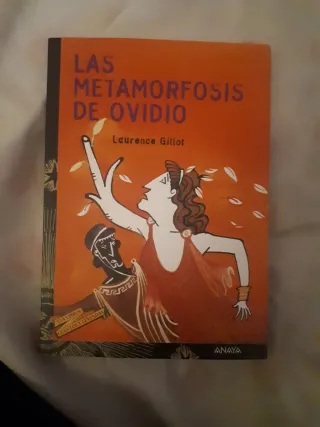 LAS
METAMORFOSIS
DE OVIDIO
Laurence Gillot
ANAYA